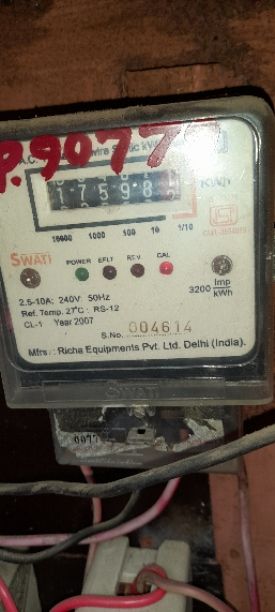 P.9077
KWh
17598
10000 1000 100 10 1/10
SWATI
POWER EFLT REV. CAL
2.5-10A: 240V. 50Hz
3200 Imp/kWh
Ref. Temp. 27°C : RS-12
CL-1 Year 2007
S.No. 004614
Mfrs.: Richa Equipments Pvt. Ltd. Delhi (India).
0077